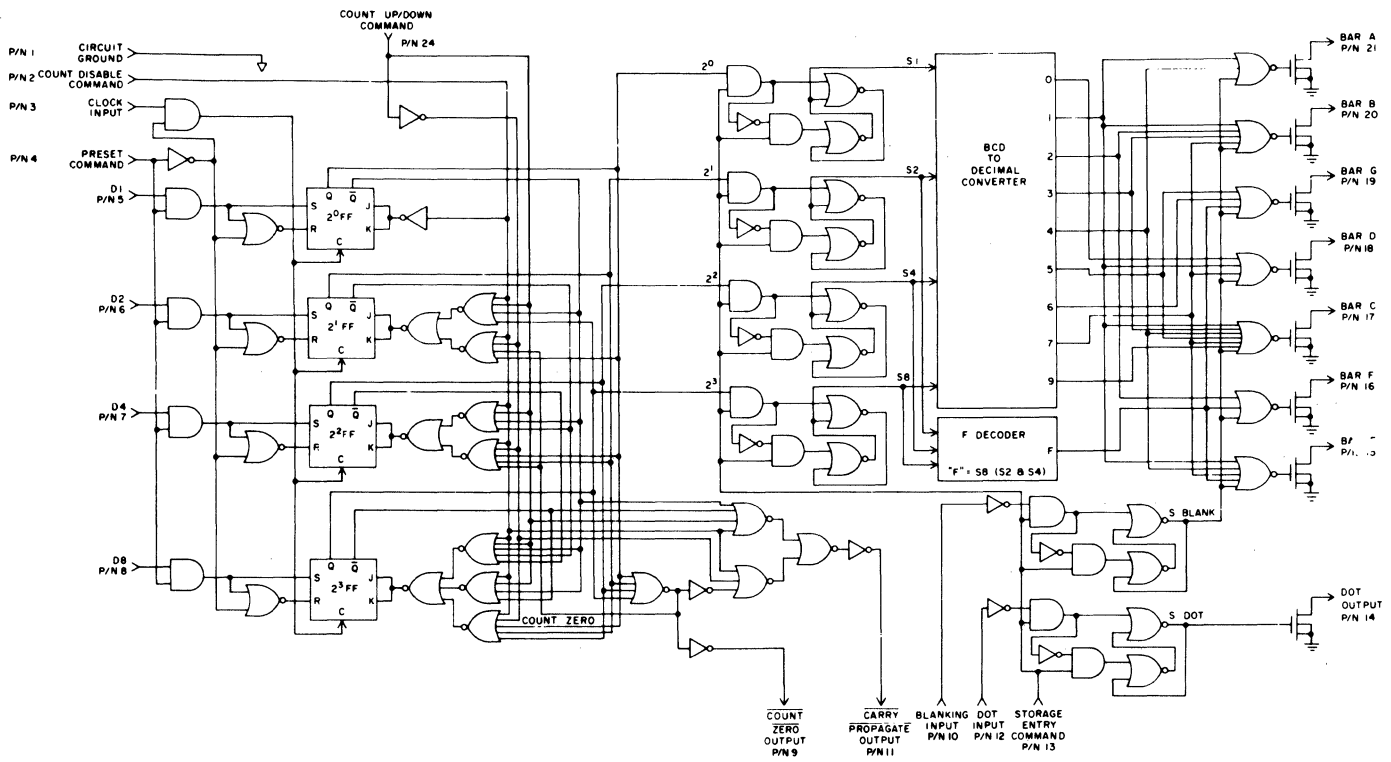 COUNT UP/DOWN
COMMAND
P/N 24
P/N 1
CIRCUIT
GROUND
P/N 2 COUNT DISABLE
COMMAND
P/N 3
CLOCK
INPUT
P/N 4
PRESET
COMMAND
D1
P/N 5
D2
P/N 6
D4
P/N 7
D8
P/N 8
Q Q̅
S 2⁰FF J
R K
C
Q Q̅
S 2¹FF J
R K
C
Q Q̅
S 2²FF J
R K
C
Q Q̅
S 2³FF J
R K
C
COUNT ZERO
2⁰
2¹
2²
2³
S1
S2
S4
S8
BCD
TO
DECIMAL
CONVERTER
0
1
2
3
4
5
6
7
9
F DECODER
F
"F" = S8 (S2 & S4)
S BLANK
S DOT
BAR A
P/N 21
BAR B
P/N 20
BAR G
P/N 19
BAR D
P/N 18
BAR C
P/N 17
BAR F
P/N 16
DOT
OUTPUT
P/N 14
COUNT
ZERO
OUTPUT
P/N 9
CARRY
PROPAGATE
OUTPUT
P/N 11
BLANKING
INPUT
P/N 10
DOT
INPUT
P/N 12
STORAGE
ENTRY
COMMAND
P/N 13